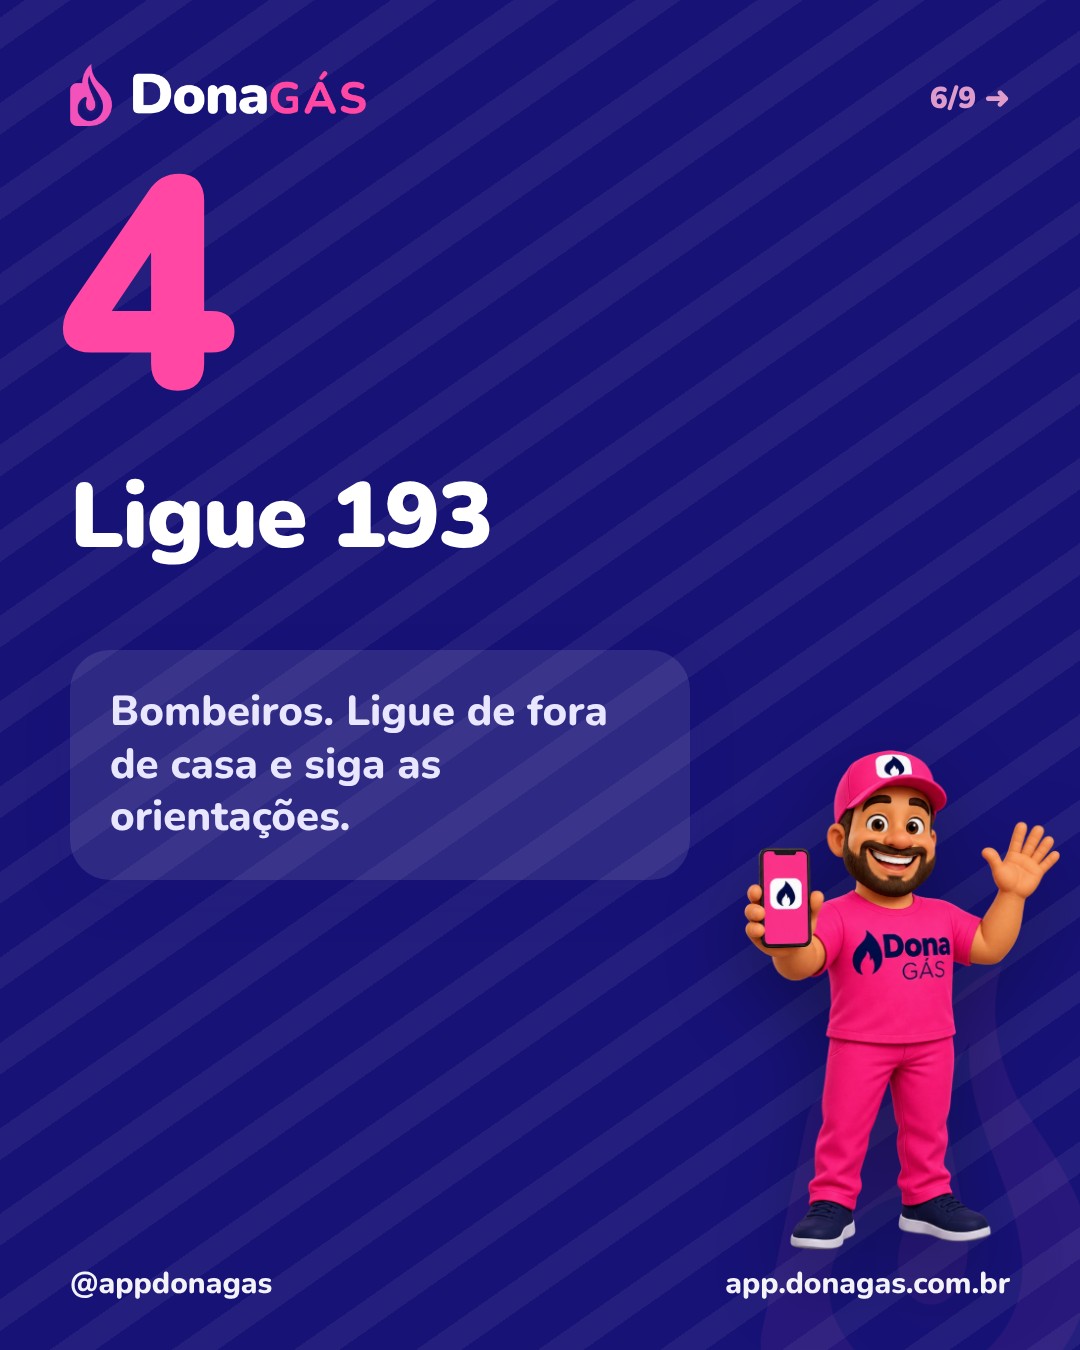 DonaGÁS
6/9 →
4
Ligue 193
Bombeiros. Ligue de fora
de casa e siga as
orientações.
Dona
GÁS
@appdonagas
app.donagas.com.br